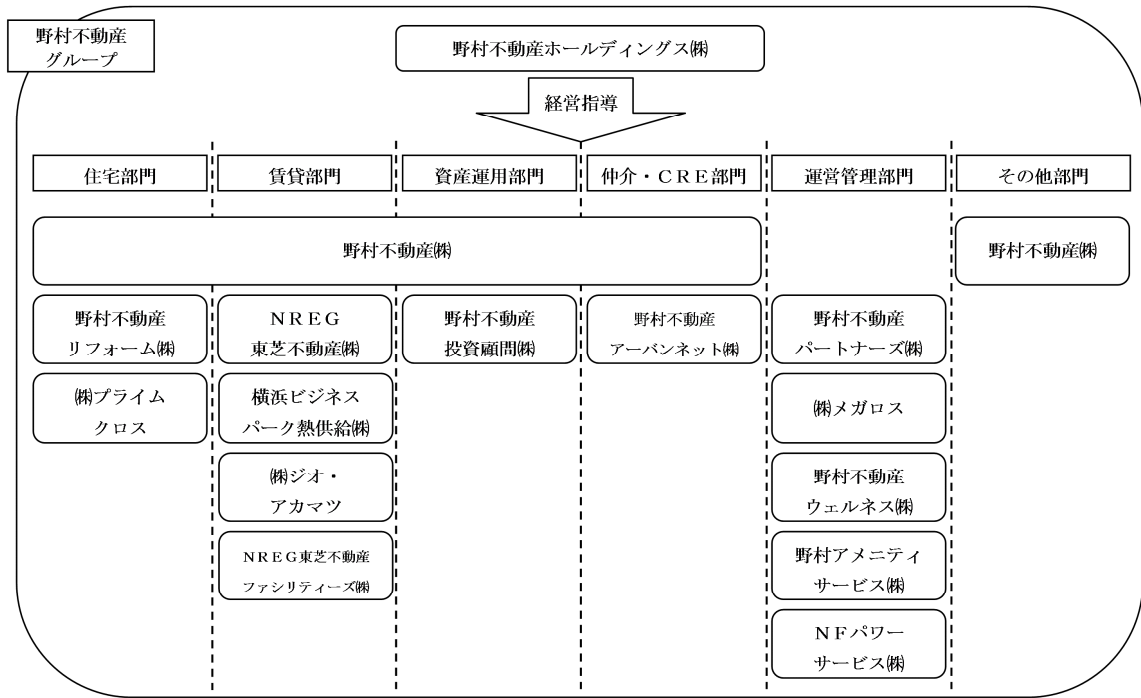 野村不動産
グループ
野村不動産ホールディングス㈱
経営指導
住宅部門
賃貸部門
資産運用部門
仲介・ＣＲＥ部門
運営管理部門
その他部門
野村不動産㈱
野村不動産㈱
野村不動産
リフォーム㈱
ＮＲＥＧ
東芝不動産㈱
野村不動産
投資顧問㈱
野村不動産
アーバンネット㈱
野村不動産
パートナーズ㈱
㈱プライム
クロス
横浜ビジネス
パーク熱供給㈱
㈱メガロス
㈱ジオ・
アカマツ
野村不動産
ウェルネス㈱
ＮＲＥＧ東芝不動産
ファシリティーズ㈱
野村アメニティ
サービス㈱
ＮＦパワー
サービス㈱